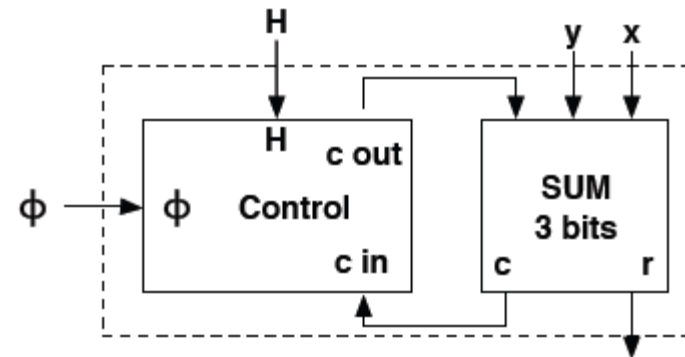 H
y x
H
c out
ϕ
ϕ Control
c in
SUM
3 bits
c r